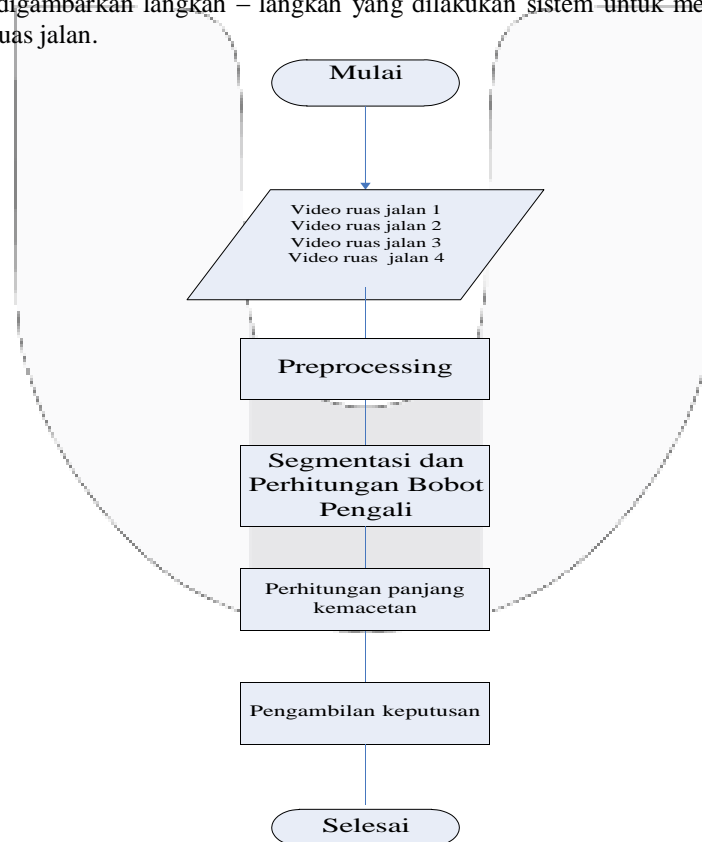 digambarkan langkah – langkah yang dilakukan sistem untuk me
uas jalan.
Mulai
Video ruas jalan 1
Video ruas jalan 2
Video ruas jalan 3
Video ruas jalan 4
Preprocessing
Segmentasi dan
Perhitungan Bobot
Pengali
Perhitungan panjang
kemacetan
Pengambilan keputusan
Selesai